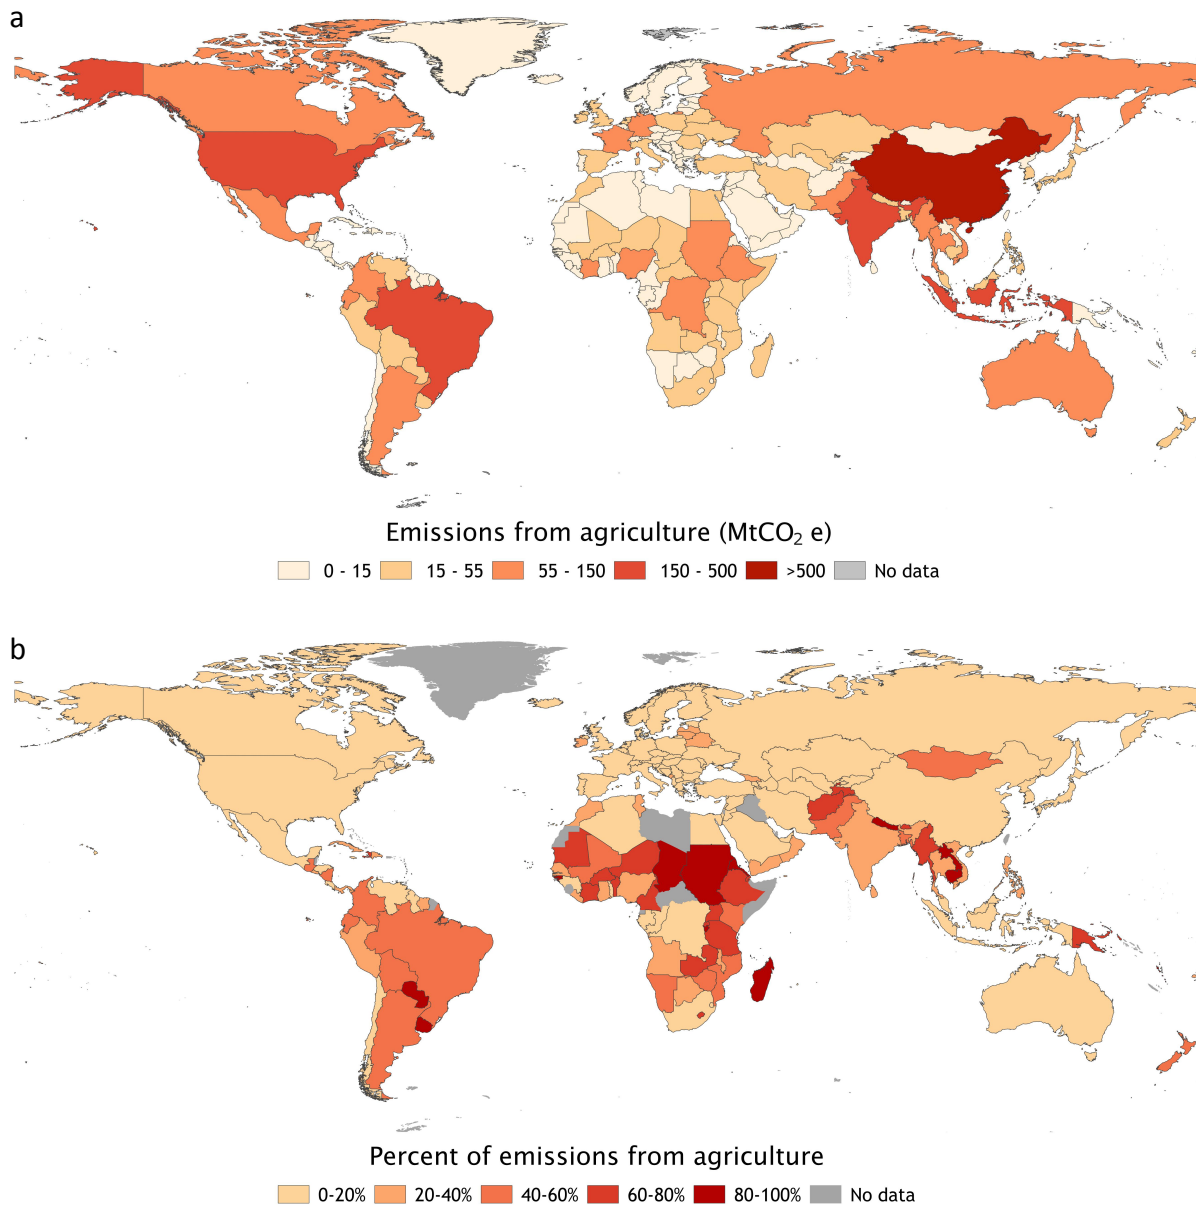 a
Emissions from agriculture (MtCO₂ e)
0 - 15 15 - 55 55 - 150 150 - 500 >500 No data
b
Percent of emissions from agriculture
0-20% 20-40% 40-60% 60-80% 80-100% No data